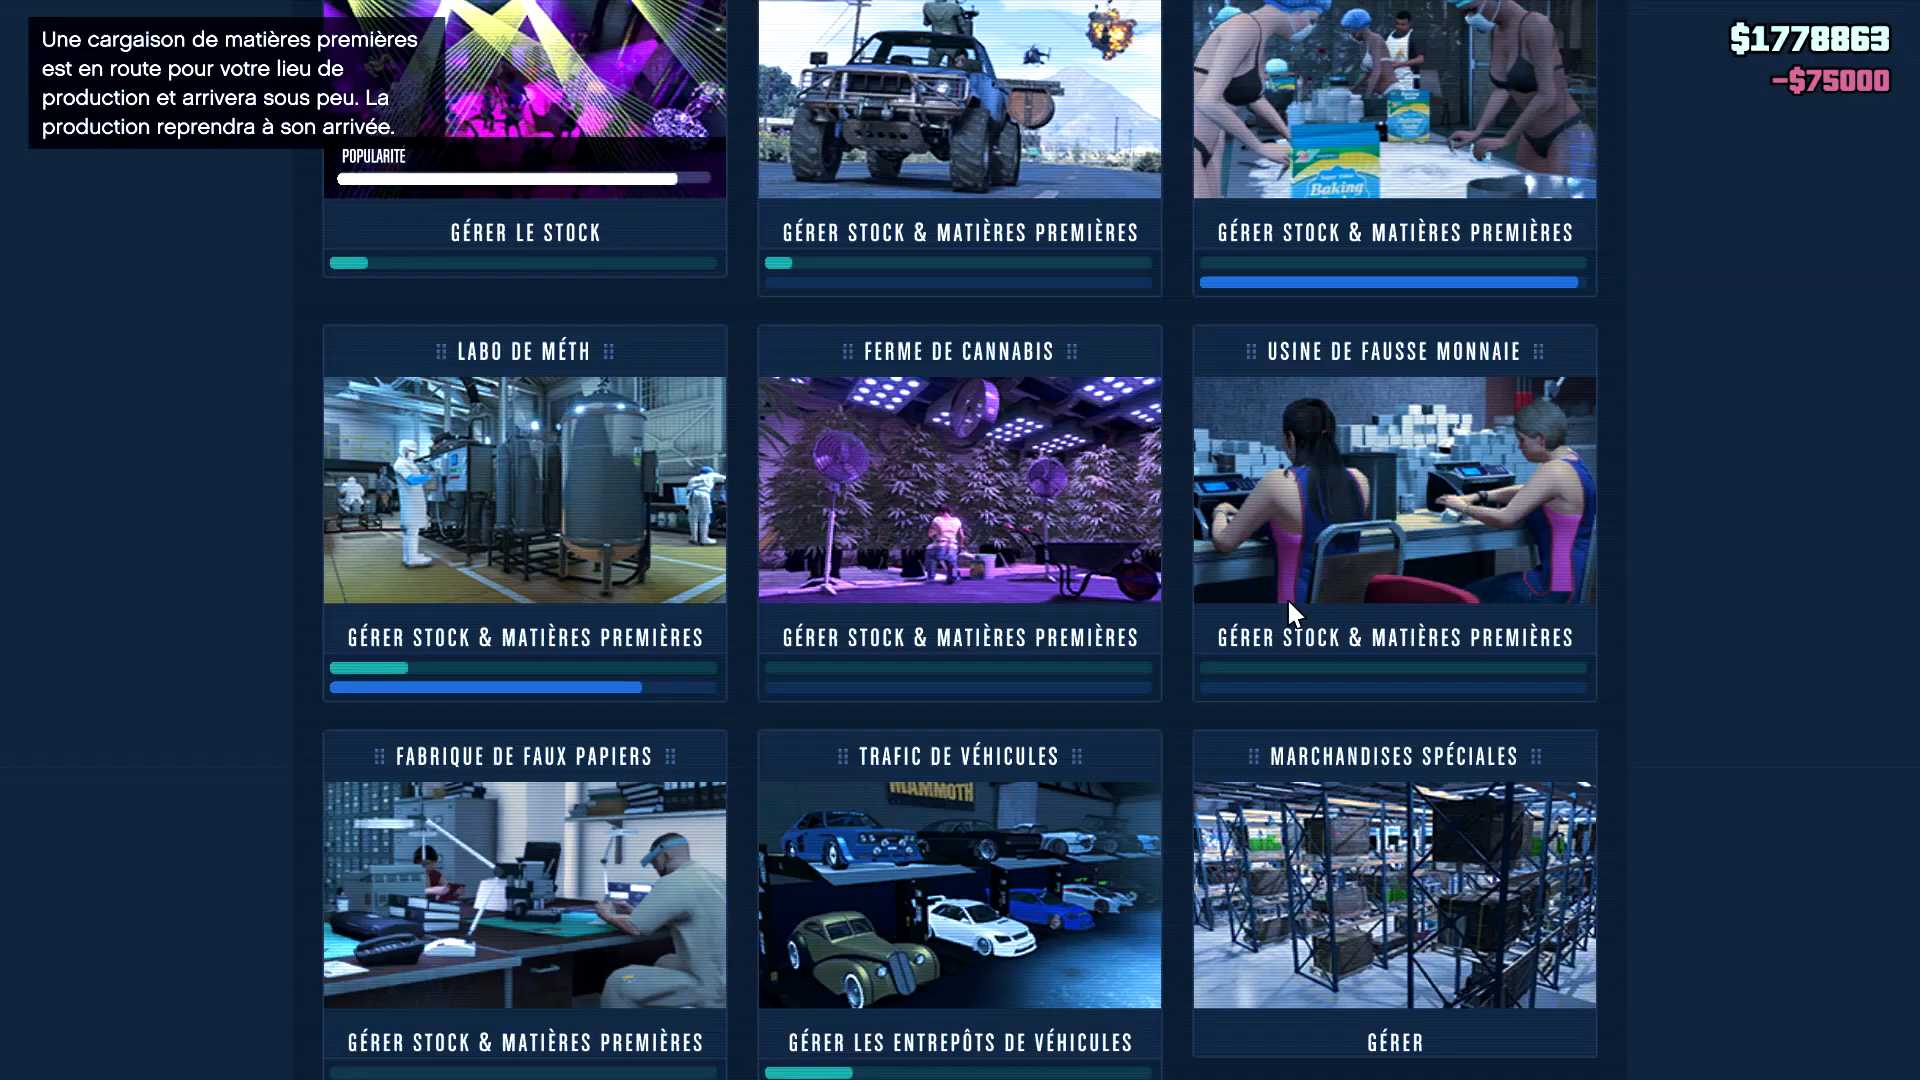 Une cargaison de matières premières
est en route pour votre lieu de
production et arrivera sous peu. La
production reprendra à son arrivée.
$1778863
-$75000
POPULARITÉ
Baking
GÉRER LE STOCK
GÉRER STOCK & MATIÈRES PREMIÈRES
GÉRER STOCK & MATIÈRES PREMIÈRES
LABO DE MÉTH
FERME DE CANNABIS
USINE DE FAUSSE MONNAIE
GÉRER STOCK & MATIÈRES PREMIÈRES
GÉRER STOCK & MATIÈRES PREMIÈRES
GÉRER STOCK & MATIÈRES PREMIÈRES
FABRIQUE DE FAUX PAPIERS
TRAFIC DE VÉHICULES
MARCHANDISES SPÉCIALES
MAMMOTH
GÉRER STOCK & MATIÈRES PREMIÈRES
GÉRER LES ENTREPÔTS DE VÉHICULES
GÉRER